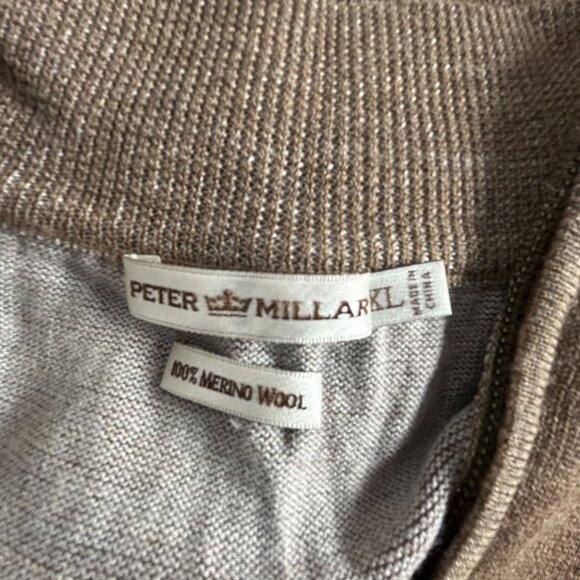 PETER MILLAR
XL
MADE IN
CHINA
100% MERINO WOOL